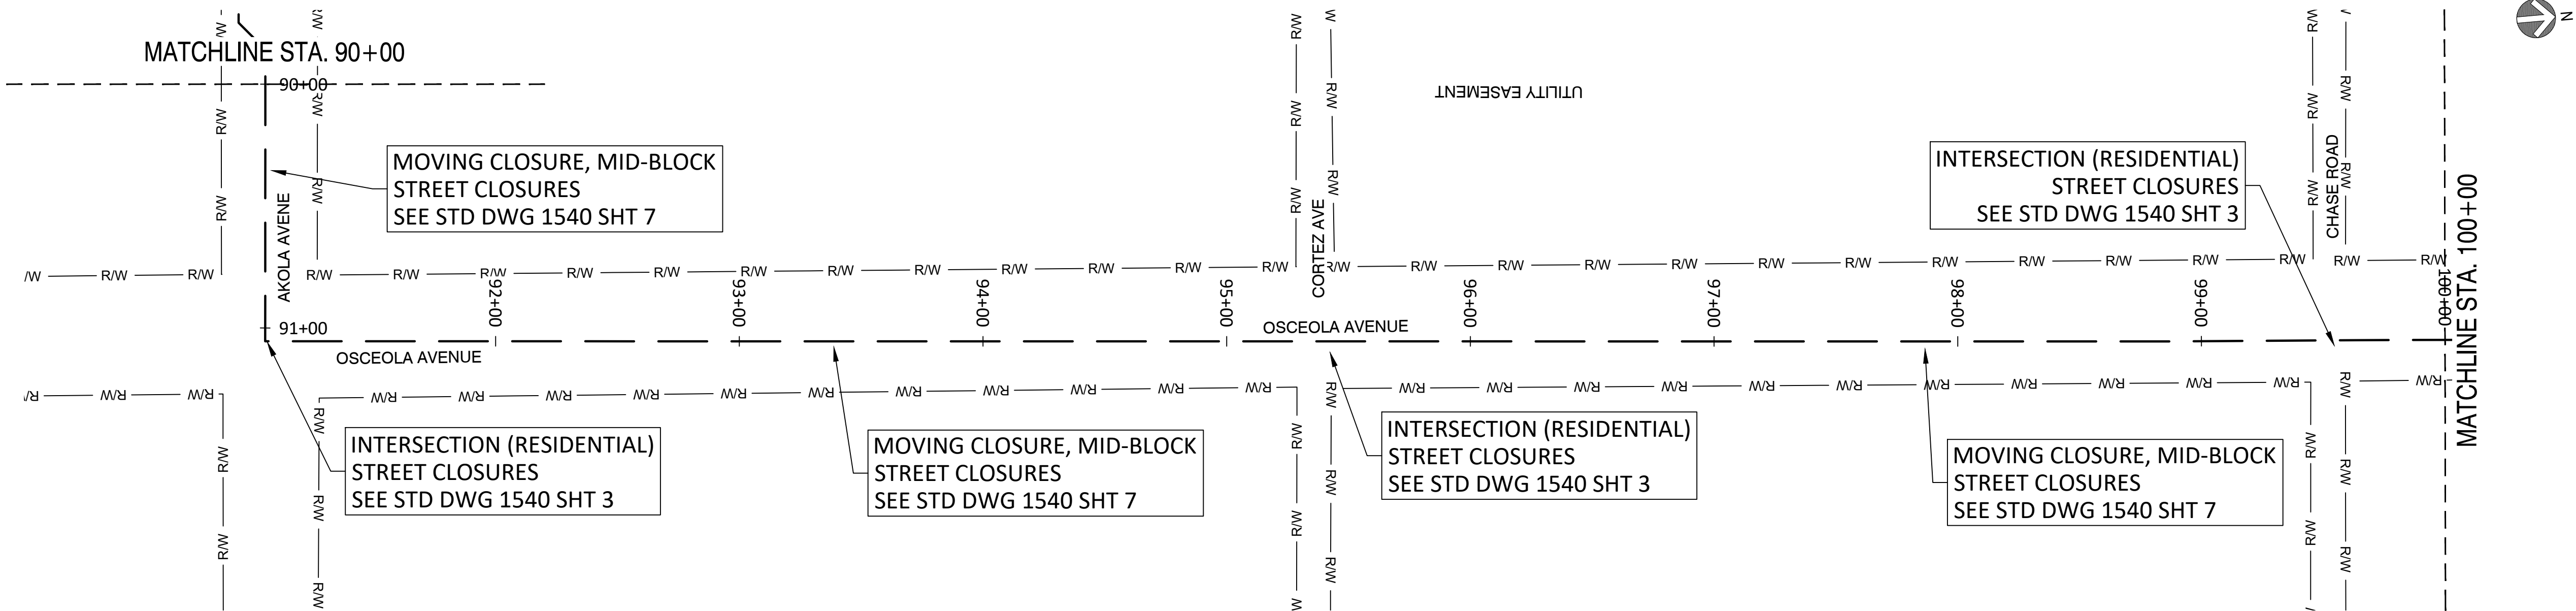 N
MATCHLINE STA. 90+00
90+00
UTILITY EASEMENT
MOVING CLOSURE, MID-BLOCK
STREET CLOSURES
SEE STD DWG 1540 SHT 7
INTERSECTION (RESIDENTIAL)
STREET CLOSURES
SEE STD DWG 1540 SHT 3
AKOLA AVENE
CORTEZ AVE
CHASE ROAD
MATCHLINE STA. 100+00
R/W R/W R/W R/W R/W R/W R/W R/W R/W R/W R/W R/W R/W R/W R/W R/W R/W R/W R/W R/W R/W R/W R/W R/W R/W R/W R/W R/W
91+00
92+00
93+00
94+00
95+00
96+00
97+00
98+00
99+00
100+00
OSCEOLA AVENUE
OSCEOLA AVENUE
R/W R/W R/W R/W R/W R/W R/W R/W R/W R/W R/W R/W R/W R/W R/W R/W R/W R/W R/W R/W R/W R/W R/W R/W R/W
INTERSECTION (RESIDENTIAL)
STREET CLOSURES
SEE STD DWG 1540 SHT 3
MOVING CLOSURE, MID-BLOCK
STREET CLOSURES
SEE STD DWG 1540 SHT 7
INTERSECTION (RESIDENTIAL)
STREET CLOSURES
SEE STD DWG 1540 SHT 3
MOVING CLOSURE, MID-BLOCK
STREET CLOSURES
SEE STD DWG 1540 SHT 7